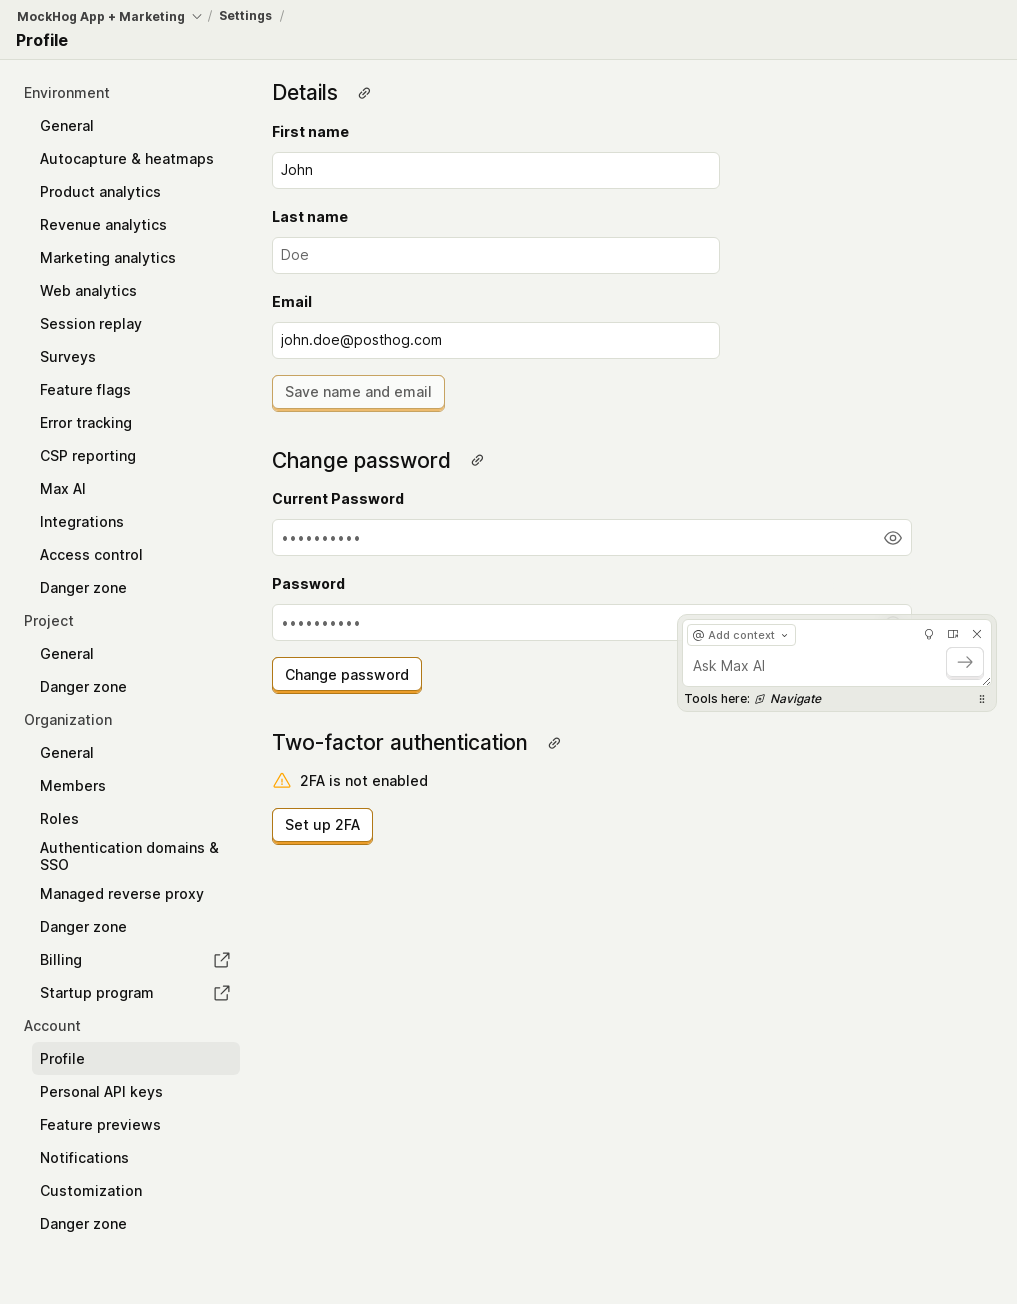 MockHog App + Marketing / Settings /
Profile
Environment
General
Autocapture & heatmaps
Product analytics
Revenue analytics
Marketing analytics
Web analytics
Session replay
Surveys
Feature flags
Error tracking
CSP reporting
Max AI
Integrations
Access control
Danger zone
Project
General
Danger zone
Organization
General
Members
Roles
Authentication domains &
SSO
Managed reverse proxy
Danger zone
Billing
Startup program
Account
Profile
Personal API keys
Feature previews
Notifications
Customization
Danger zone
Details
First name
John
Last name
Doe
Email
john.doe@posthog.com
Save name and email
Change password
Current Password
••••••••••
Password
••••••••••
Change password
@ Add context
Ask Max AI
Tools here: Navigate
Two-factor authentication
2FA is not enabled
Set up 2FA